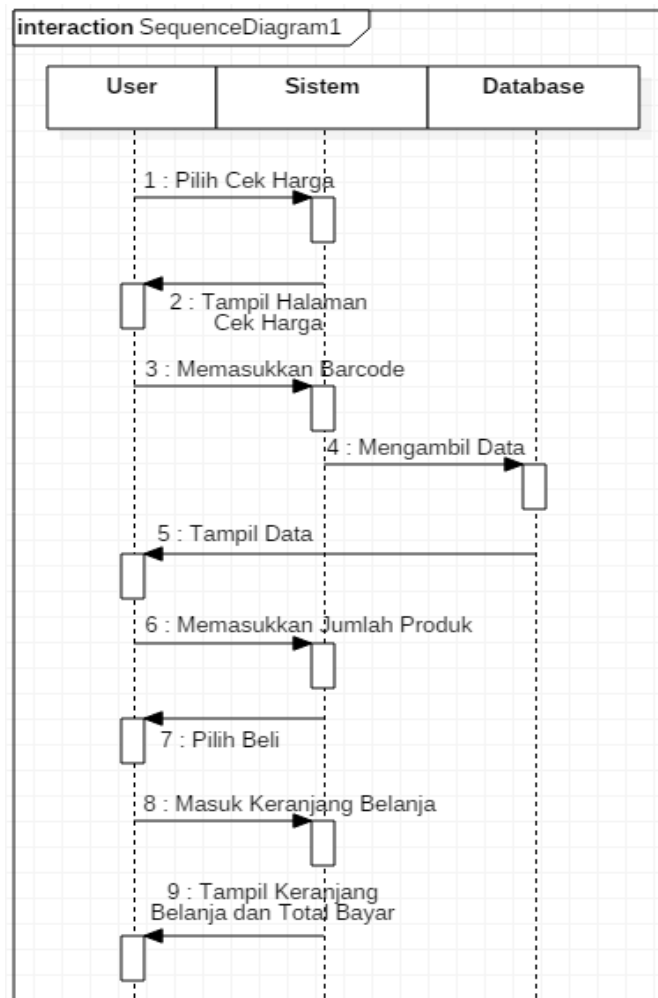 interaction SequenceDiagram1
User
Sistem
Database
1 : Pilih Cek Harga
2 : Tampil Halaman
Cek Harga
3 : Memasukkan Barcode
4 : Mengambil Data
5 : Tampil Data
6 : Memasukkan Jumlah Produk
7 : Pilih Beli
8 : Masuk Keranjang Belanja
9 : Tampil Keranjang
Belanja dan Total Bayar